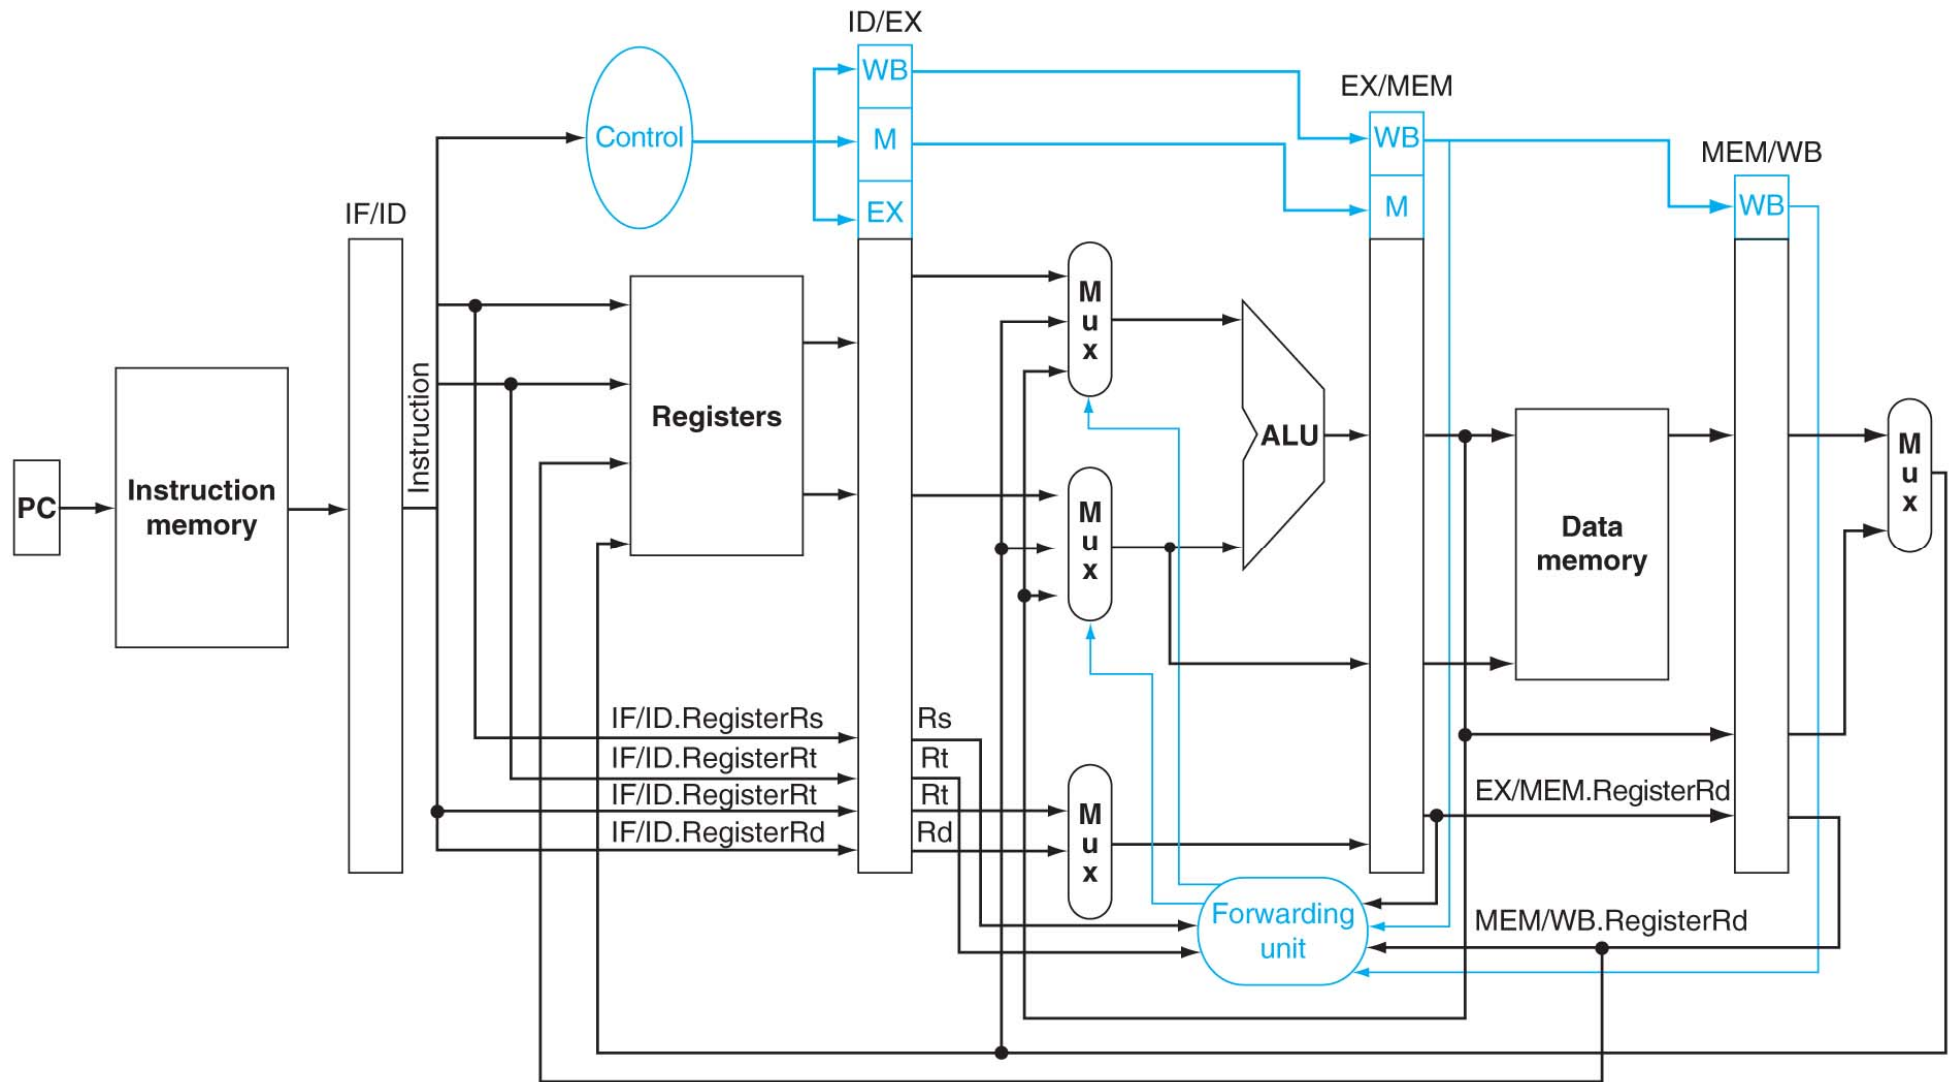 ID/EX
WB
EX/MEM
Control
M
WB
MEM/WB
IF/ID
EX
M
WB
M
u
x
Instruction
Registers
ALU
M
u
x
PC
Instruction
memory
M
u
x
Data
memory
IF/ID.RegisterRs
Rs
IF/ID.RegisterRt
Rt
IF/ID.RegisterRt
Rt
EX/MEM.RegisterRd
IF/ID.RegisterRd
Rd
M
u
x
Forwarding
unit
MEM/WB.RegisterRd